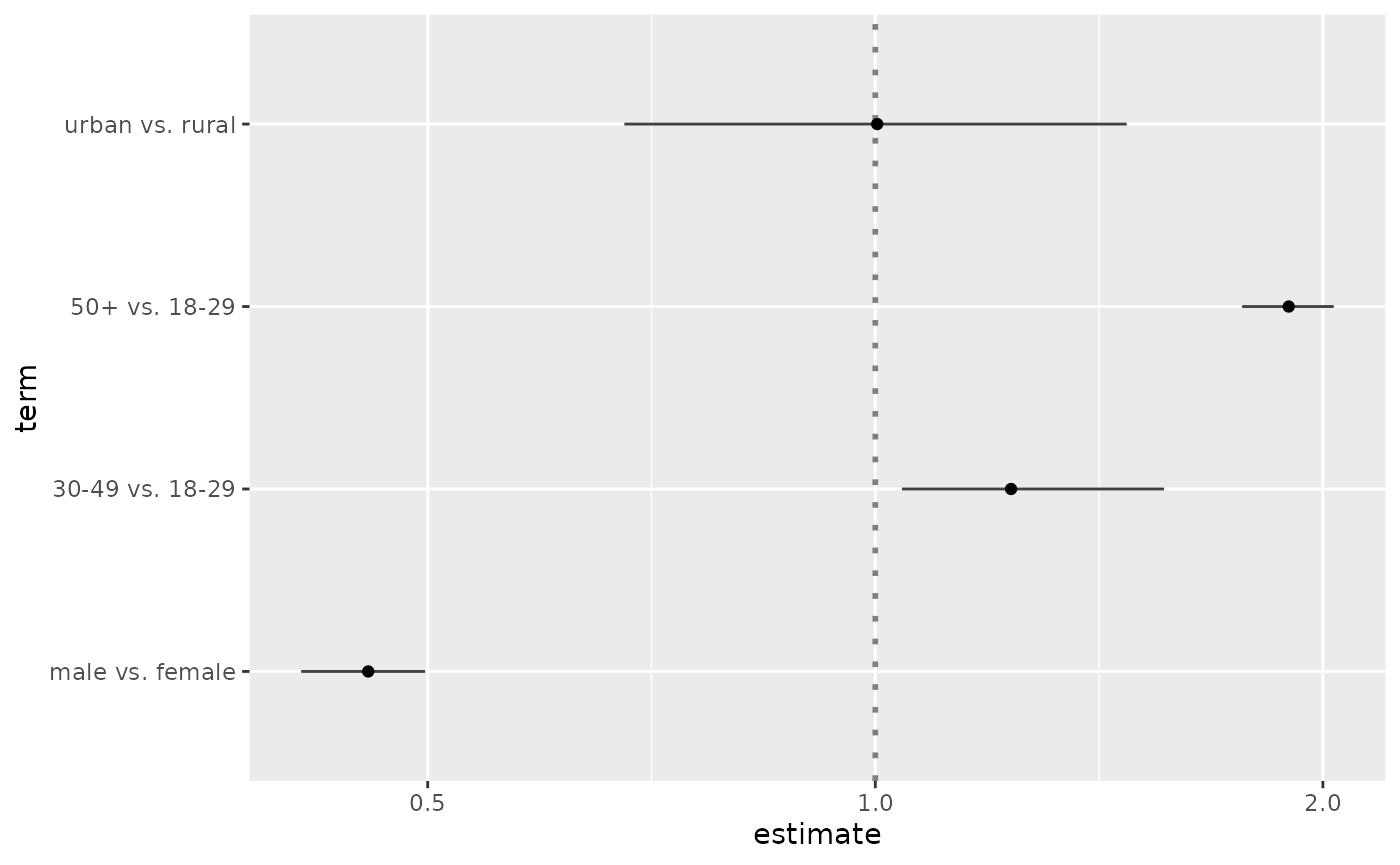 urban vs. rural
50+ vs. 18-29
term
30-49 vs. 18-29
male vs. female
0.5 1.0 2.0
estimate